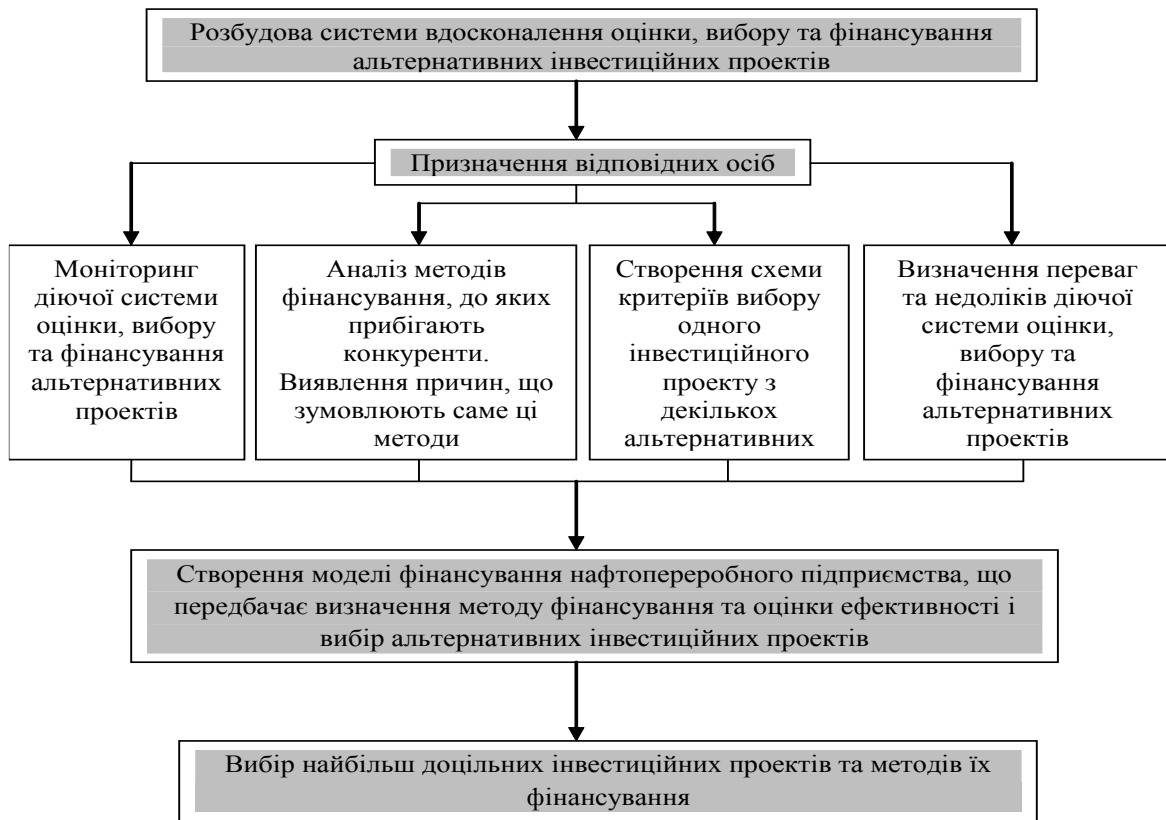 Розбудова системи вдосконалення оцінки, вибору та фінансування
альтернативних інвестиційних проектів
Призначення відповідних осіб
Моніторинг
діючої системи
оцінки, вибору
та фінансування
альтернативних
проектів
Аналіз методів
фінансування, до яких
прибігають
конкуренти.
Виявлення причин, що
зумовлюють саме ці
методи
Створення схеми
критеріїв вибору
одного
інвестиційного
проекту з
декількох
альтернативних
Визначення переваг
та недоліків діючої
системи оцінки,
вибору та
фінансування
альтернативних
проектів
Створення моделі фінансування нафтопереробного підприємства, що
передбачає визначення методу фінансування та оцінки ефективності і
вибір альтернативних інвестиційних проектів
Вибір найбільш доцільних інвестиційних проектів та методів їх
фінансування